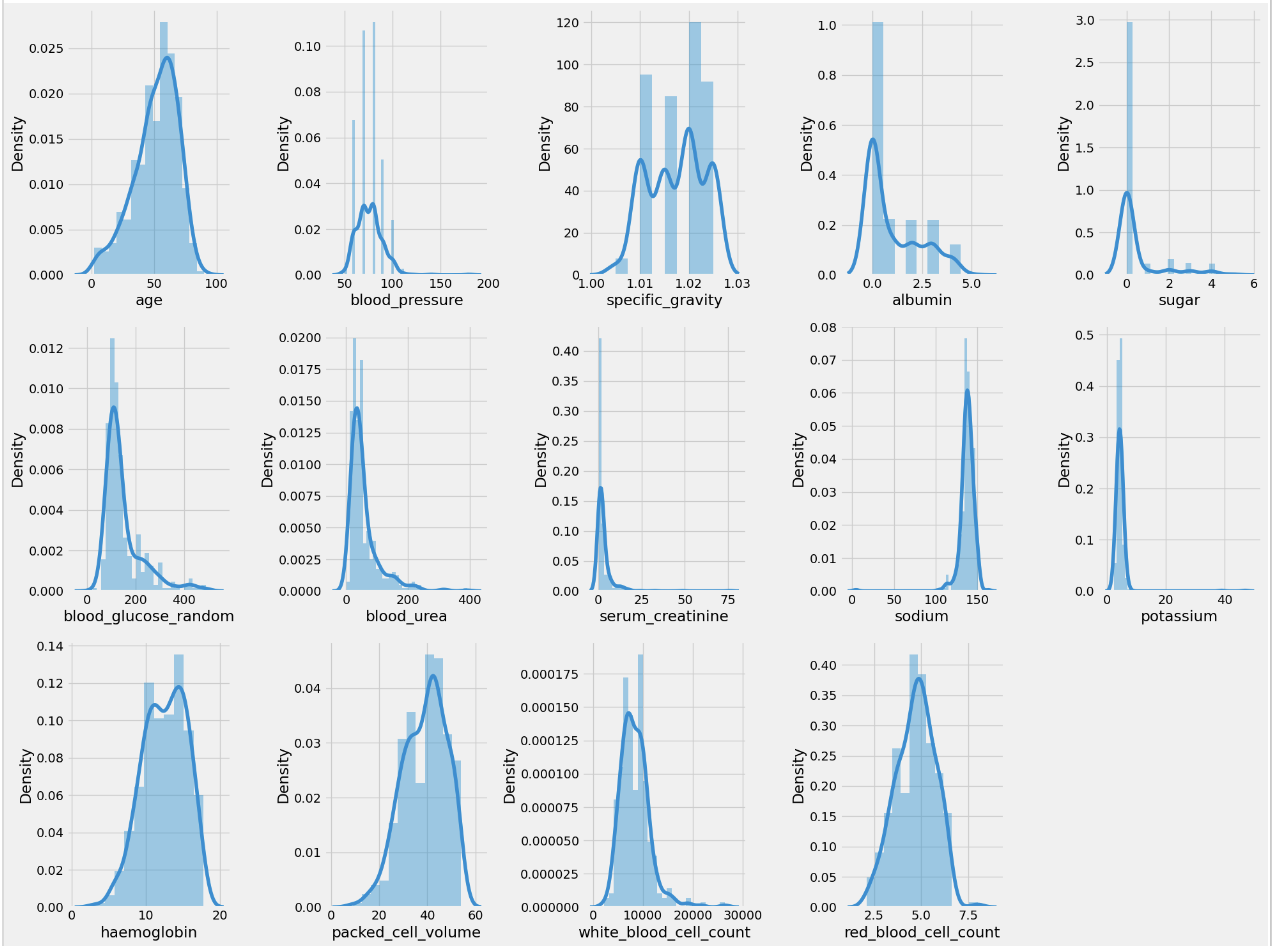 Density
0.025
0.020
0.015
0.010
0.005
0.000
0 50 100
age
Density
0.10
0.08
0.06
0.04
0.02
0.00
50 100 150 200
blood_pressure
Density
120
100
80
60
40
20
0
1.00 1.01 1.02 1.03
specific_gravity
Density
1.0
0.8
0.6
0.4
0.2
0.0
0.0 2.5 5.0
albumin
Density
3.0
2.5
2.0
1.5
1.0
0.5
0.0
0 2 4 6
sugar
Density
0.012
0.010
0.008
0.006
0.004
0.002
0.000
0 200 400
blood_glucose_random
Density
0.0200
0.0175
0.0150
0.0125
0.0100
0.0075
0.0050
0.0025
0.0000
0 200 400
blood_urea
Density
0.40
0.35
0.30
0.25
0.20
0.15
0.10
0.05
0.00
0 25 50 75
serum_creatinine
Density
0.08
0.07
0.06
0.05
0.04
0.03
0.02
0.01
0.00
0 50 100 150
sodium
Density
0.5
0.4
0.3
0.2
0.1
0.0
0 20 40
potassium
Density
0.14
0.12
0.10
0.08
0.06
0.04
0.02
0.00
0 10 20
haemoglobin
Density
0.04
0.03
0.02
0.01
0.00
0 20 40 60
packed_cell_volume
Density
0.000175
0.000150
0.000125
0.000100
0.000075
0.000050
0.000025
0.000000
0 10000 20000 30000
white_blood_cell_count
Density
0.40
0.35
0.30
0.25
0.20
0.15
0.10
0.05
0.00
2.5 5.0 7.5
red_blood_cell_count